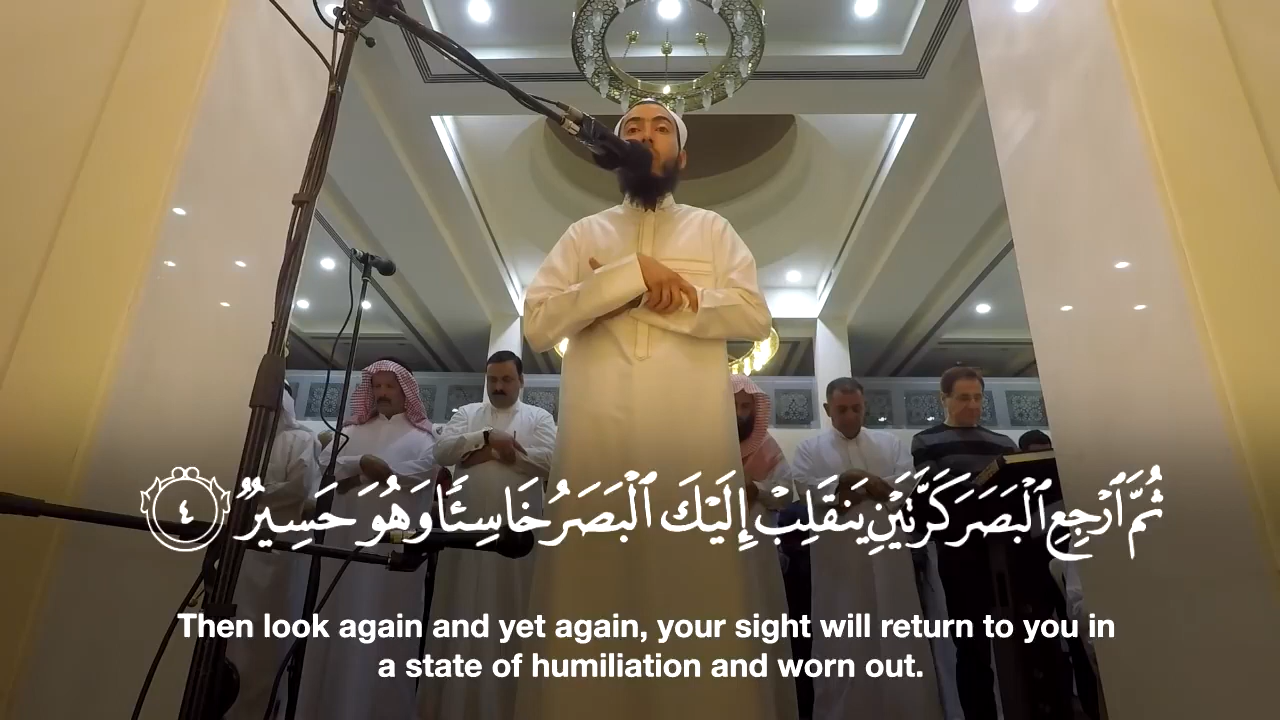 ثُمَّ ٱرْجِعِ ٱلْبَصَرَ كَرَّتَيْنِ يَنقَلِبْ إِلَيْكَ ٱلْبَصَرُ خَاسِئًا وَهُوَ حَسِيرٌ ٤
Then look again and yet again, your sight will return to you in
a state of humiliation and worn out.